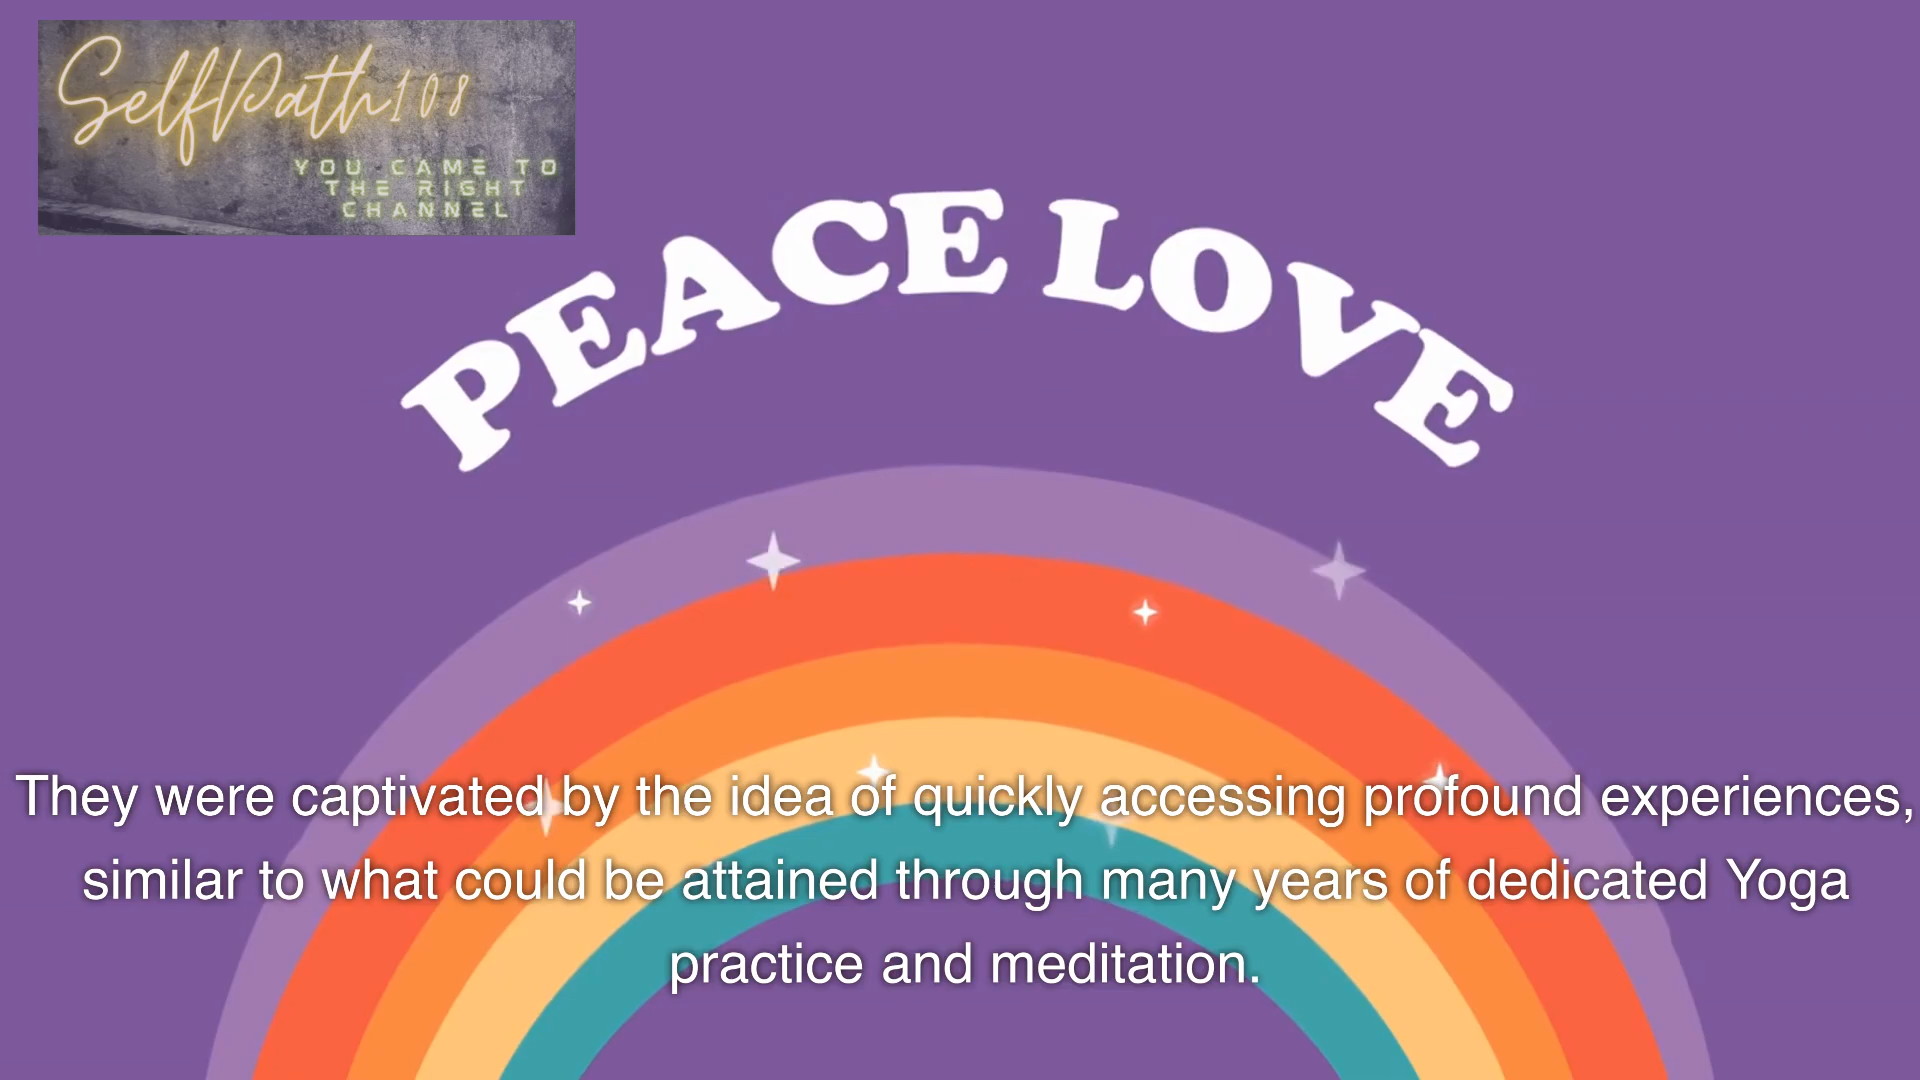 SelfPath108
YOU CAME TO
THE RIGHT
CHANNEL
PEACE LOVE
They were captivated by the idea of quickly accessing profound experiences,
similar to what could be attained through many years of dedicated Yoga
practice and meditation.